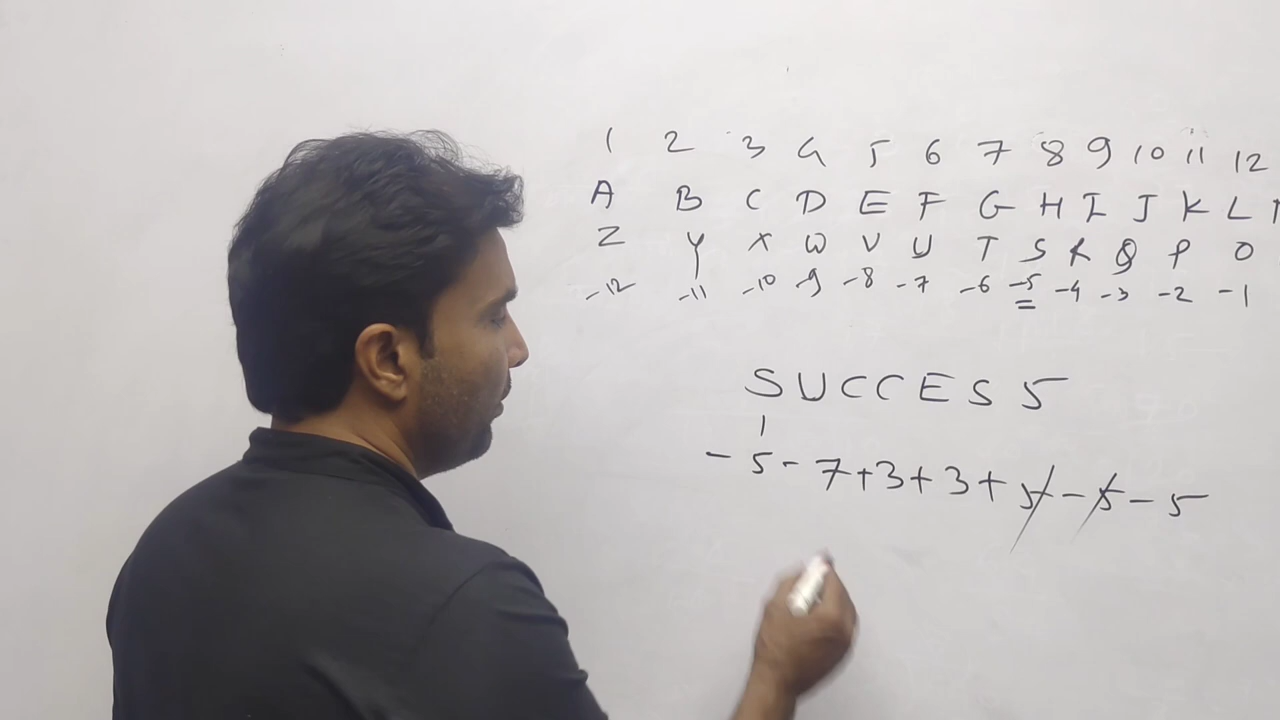 1 2 3 4 5 6 7 8 9 10 11 12
A B C D E F G H I J K L
Z Y X W V U T S R Q P O
-12 -11 -10 -9 -8 -7 -6 -5 -4 -3 -2 -1
SUCCESS
-5-7+3+3+5-5-5